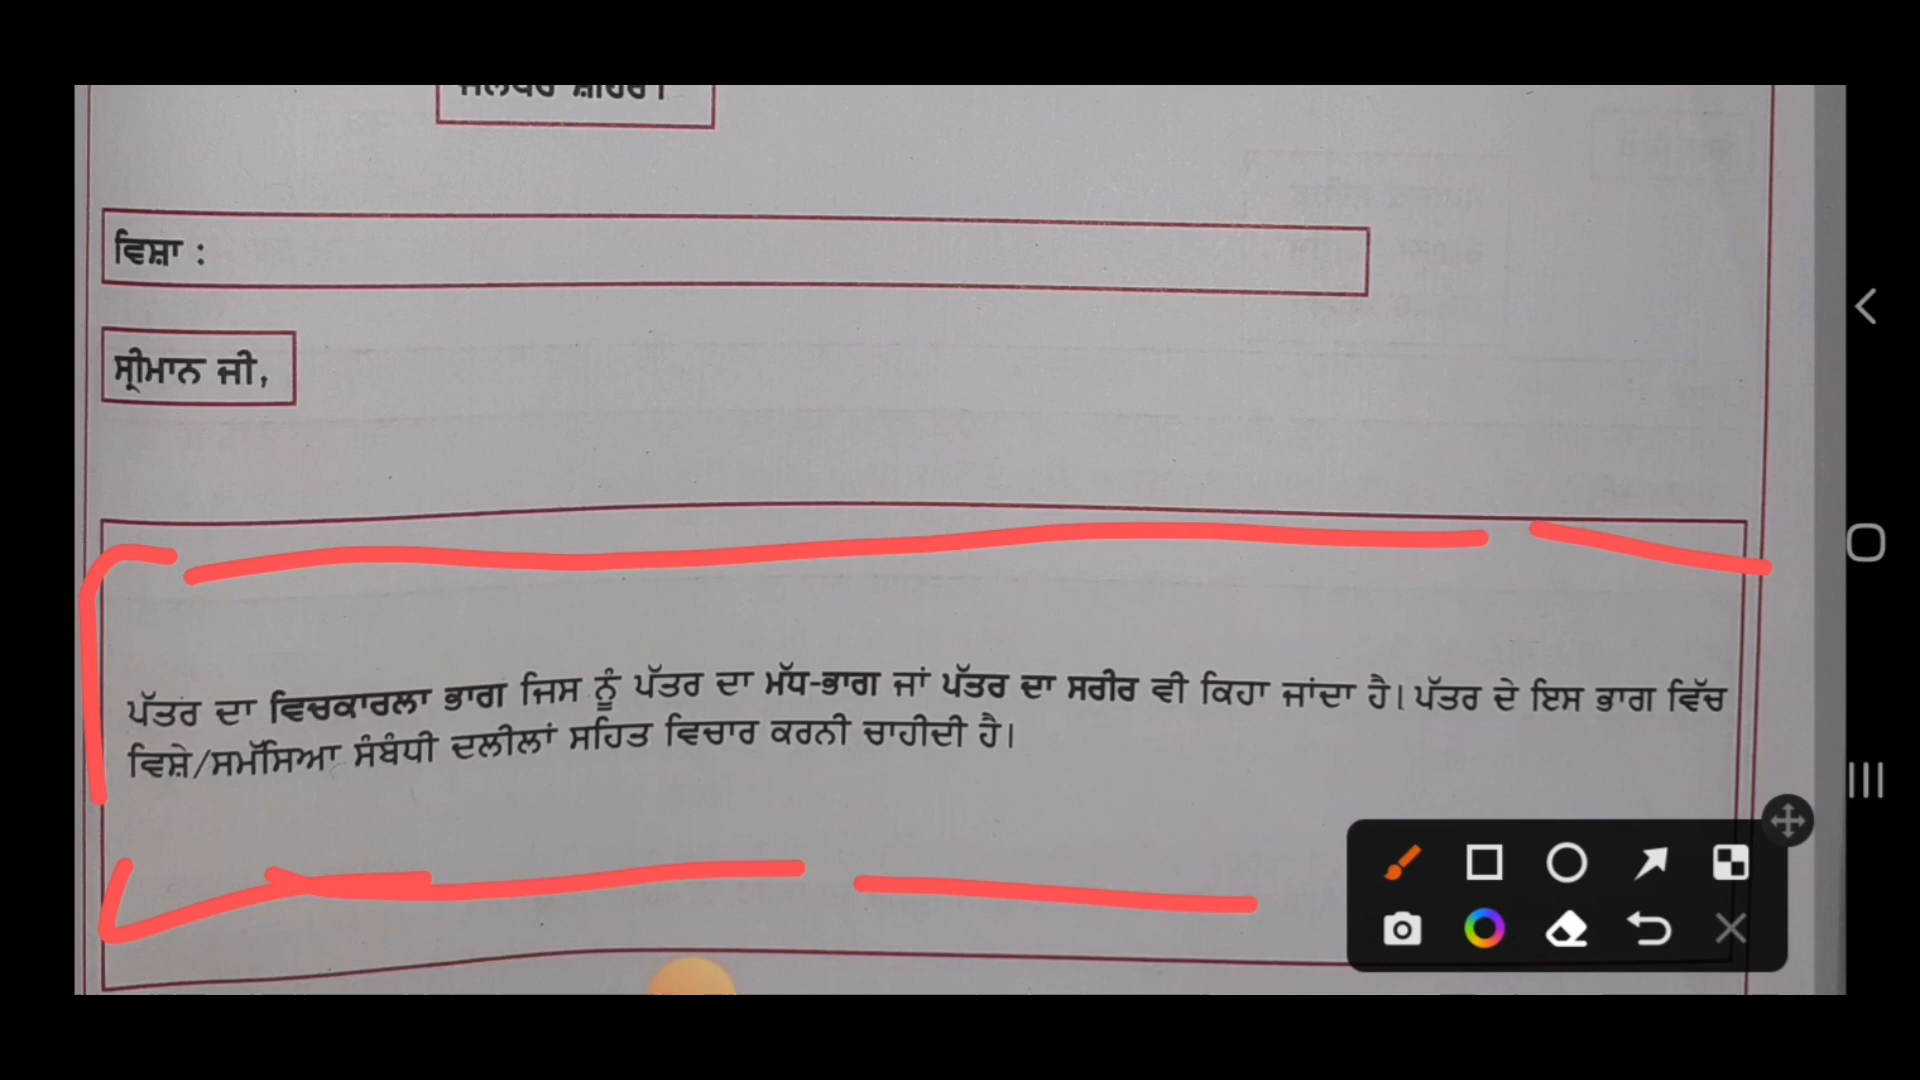 ਵਿਸ਼ਾ :
ਸ੍ਰੀਮਾਨ ਜੀ,
ਪੱਤਰ ਦਾ ਵਿਚਕਾਰਲਾ ਭਾਗ ਜਿਸ ਨੂੰ ਪੱਤਰ ਦਾ ਮੱਧ-ਭਾਗ ਜਾਂ ਪੱਤਰ ਦਾ ਸਰੀਰ ਵੀ ਕਿਹਾ ਜਾਂਦਾ ਹੈ। ਪੱਤਰ ਦੇ ਇਸ ਭਾਗ ਵਿੱਚ
ਵਿਸ਼ੇ/ਸਮੱਸਿਆ ਸੰਬੰਧੀ ਦਲੀਲਾਂ ਸਹਿਤ ਵਿਚਾਰ ਕਰਨੀ ਚਾਹੀਦੀ ਹੈ।